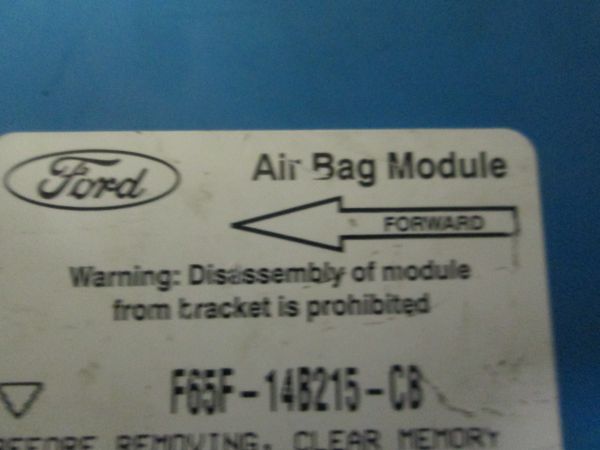 Ford
Air Bag Module
FORWARD
Warning: Disassembly of module
from bracket is prohibited
F65F-14B215-CB
BEFORE REMOVING, CLEAR MEMORY